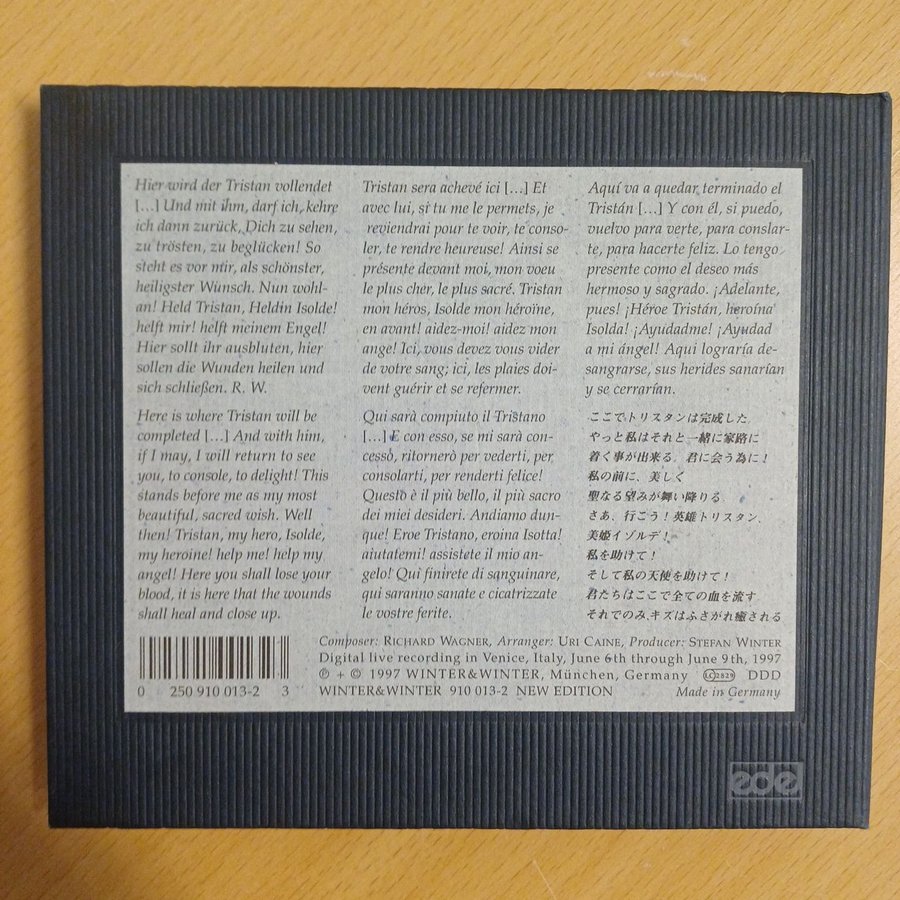 Hier wird der Tristan vollendet
[...] Und mit ihm, darf ich, kehre
ich dann zurück, Dich zu sehen,
zu trösten, zu beglücken! So
steht es vor mir, als schönster,
heiligster Wunsch. Nun wohl-
an! Held Tristan, Heldin Isolde!
helft mir! helft meinem Engel!
Hier sollt ihr ausbluten, hier
sollen die Wunden heilen und
sich schließen. R. W.
Tristan sera achevé ici [...] Et
avec lui, si tu me le permets, je
reviendrai pour te voir, te conso-
ler, te rendre heureuse! Ainsi se
présente devant moi, mon voeu
le plus cher, le plus sacré. Tristan
mon héros, Isolde mon héroïne,
en avant! aidez-moi! aidez mon
ange! Ici, vous devez vous vider
de votre sang; ici, les plaies doi-
vent guérir et se refermer.
Aquí va a quedar terminado el
Tristán [...] Y con él, si puedo,
vuelvo para verte, para conslar-
te, para hacerte feliz. Lo tengo
presente como el deseo más
hermoso y sagrado. ¡Adelante,
pues! ¡Héroe Tristán, heroína
Isolda! ¡Ayudadme! ¡Ayudad
a mi ángel! Aqui lograría de-
sangrarse, sus herides sanarían
y se cerrarían.
Here is where Tristan will be
completed [...] And with him,
if I may, I will return to see
you, to console, to delight! This
stands before me as my most
beautiful, sacred wish. Well
then! Tristan, my hero, Isolde,
my heroine! help me! help my
angel! Here you shall lose your
blood, it is here that the wounds
shall heal and close up.
Qui sarà compiuto il Tristano
[...] E con esso, se mi sarà con-
cesso, ritornerò per vederti, per
consolarti, per renderti felice!
Questo è il più bello, il più sacro
dei miei desideri. Andiamo dun-
que! Eroe Tristano, eroina Isotta!
aiutatemi! assistete il mio an-
gelo! Qui finirete di sanguinare,
qui saranno sanate e cicatrizzate
le vostre ferite.
ここでトリスタンは完成した
やっと私はそれと一緒に家路に
着く事が出来る。君に会う為に!
私の前に、美しく
聖なる望みが舞い降りる。
さあ、行こう!英雄トリスタン、
美姫イゾルデ!
私を助けて!
そして私の天使を助けて!
君たちはここで全ての血を流す。
それでのみ、キズはふさがれ癒される
Composer: RICHARD WAGNER, Arranger: URI CAINE, Producer: STEFAN WINTER
Digital live recording in Venice, Italy, June 6th through June 9th, 1997
℗ + © 1997 WINTER&WINTER, München, Germany LC 2829 DDD
WINTER&WINTER 910 013-2 NEW EDITION Made in Germany
0 250 910 013-2 3
edel